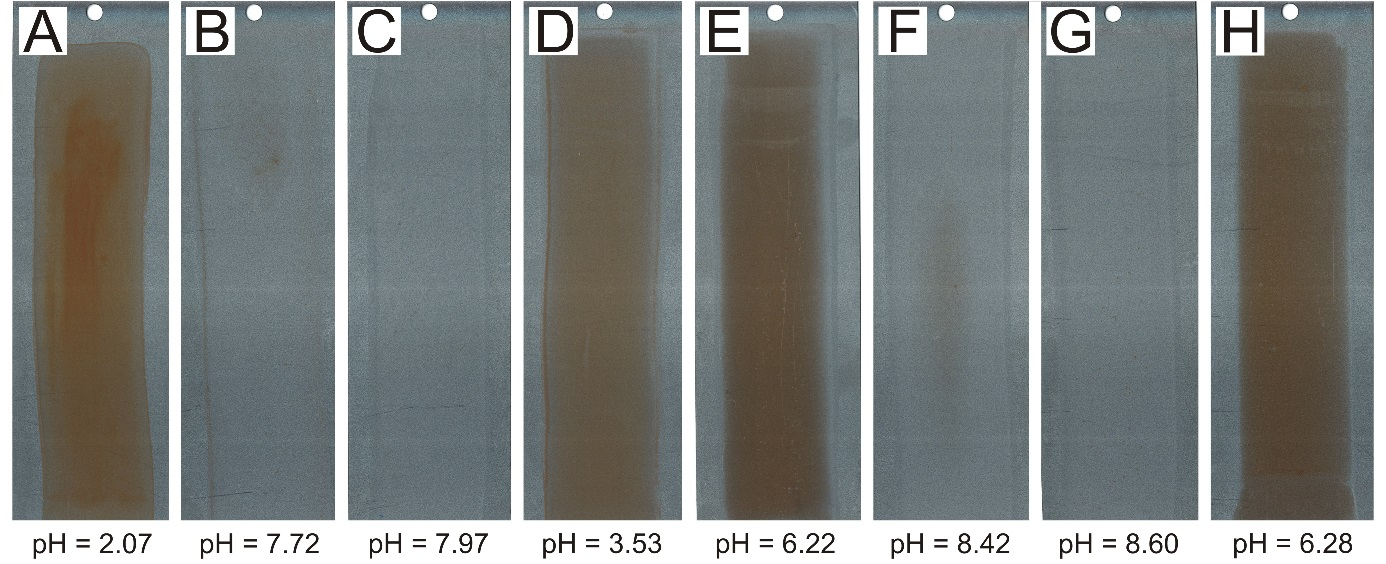 A B C D E F G H
pH = 2.07 pH = 7.72 pH = 7.97 pH = 3.53 pH = 6.22 pH = 8.42 pH = 8.60 pH = 6.28